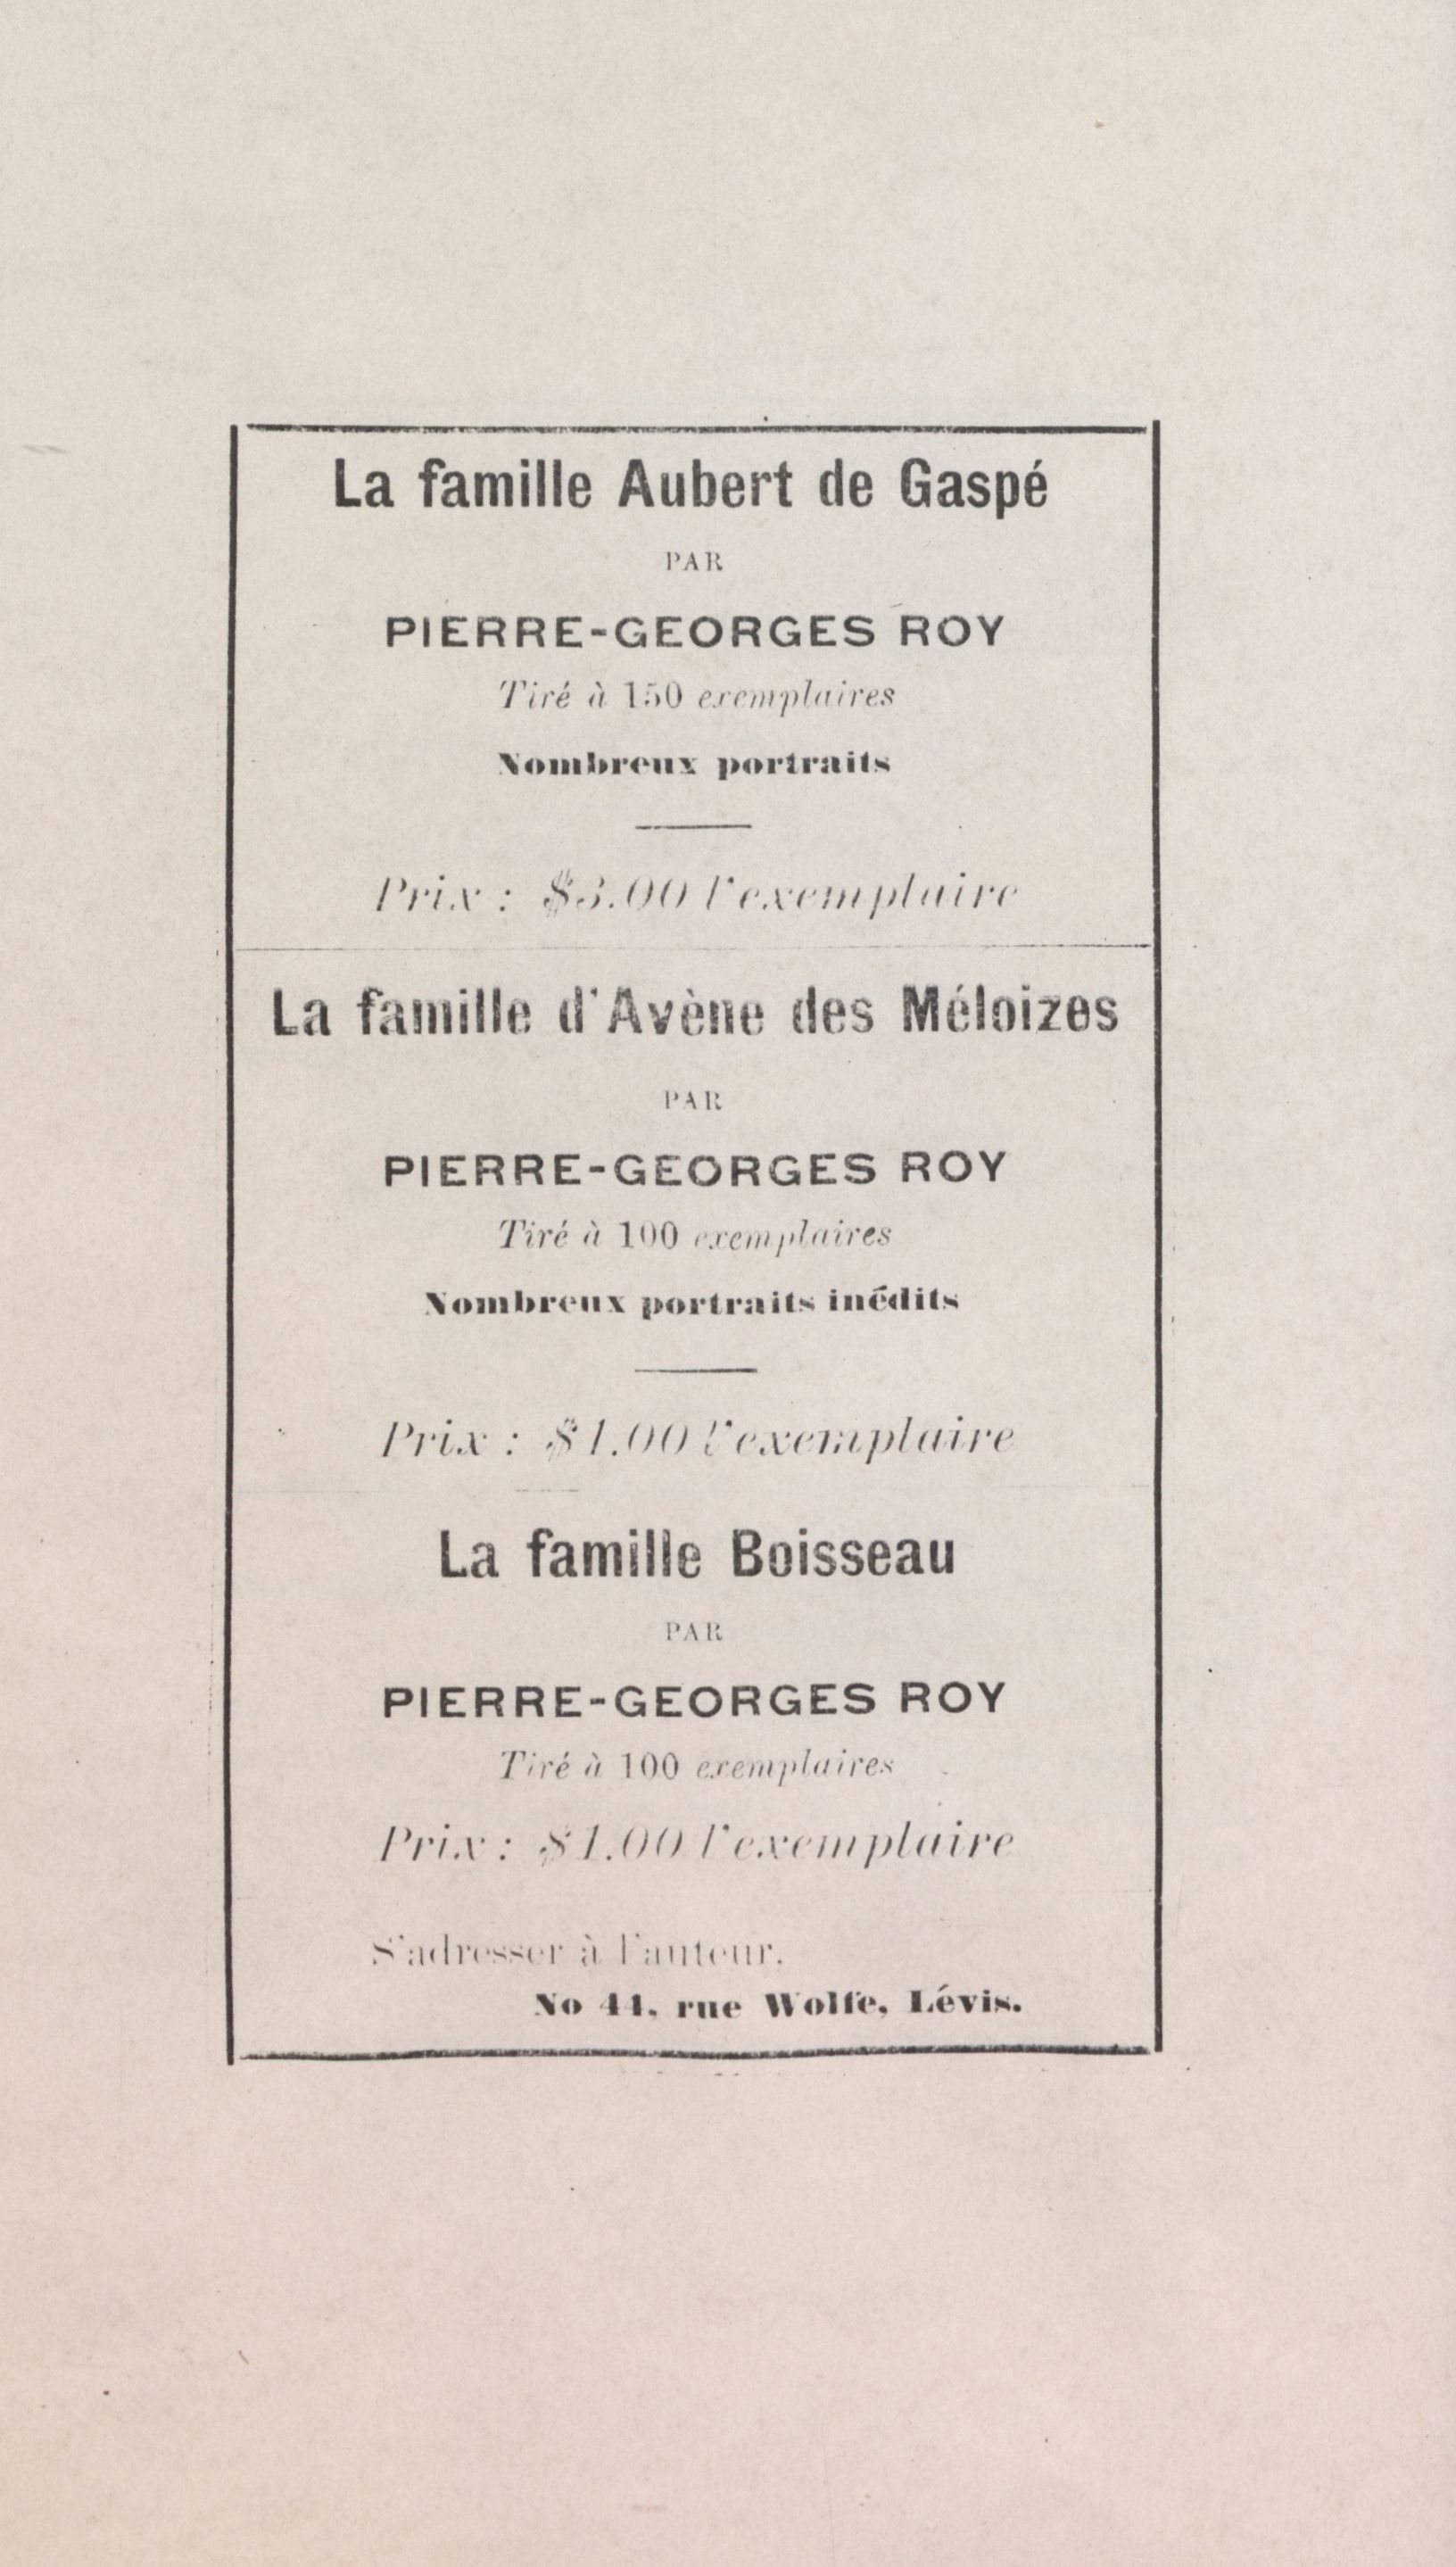 La famille Aubert de Gaspé
PAR
PIERRE-GEORGES ROY
Tiré à 150 exemplaires
Nombreux portraits
Prix : $3.00 l'exemplaire
La famille d'Avène des Méloizes
PAR
PIERRE-GEORGES ROY
Tiré à 100 exemplaires
Nombreux portraits inédits
Prix : $1.00 l'exemplaire
La famille Boisseau
PAR
PIERRE-GEORGES ROY
Tiré à 100 exemplaires
Prix : $1.00 l'exemplaire
S'adresser à l'auteur,
No 44, rue Wolfe, Lévis.